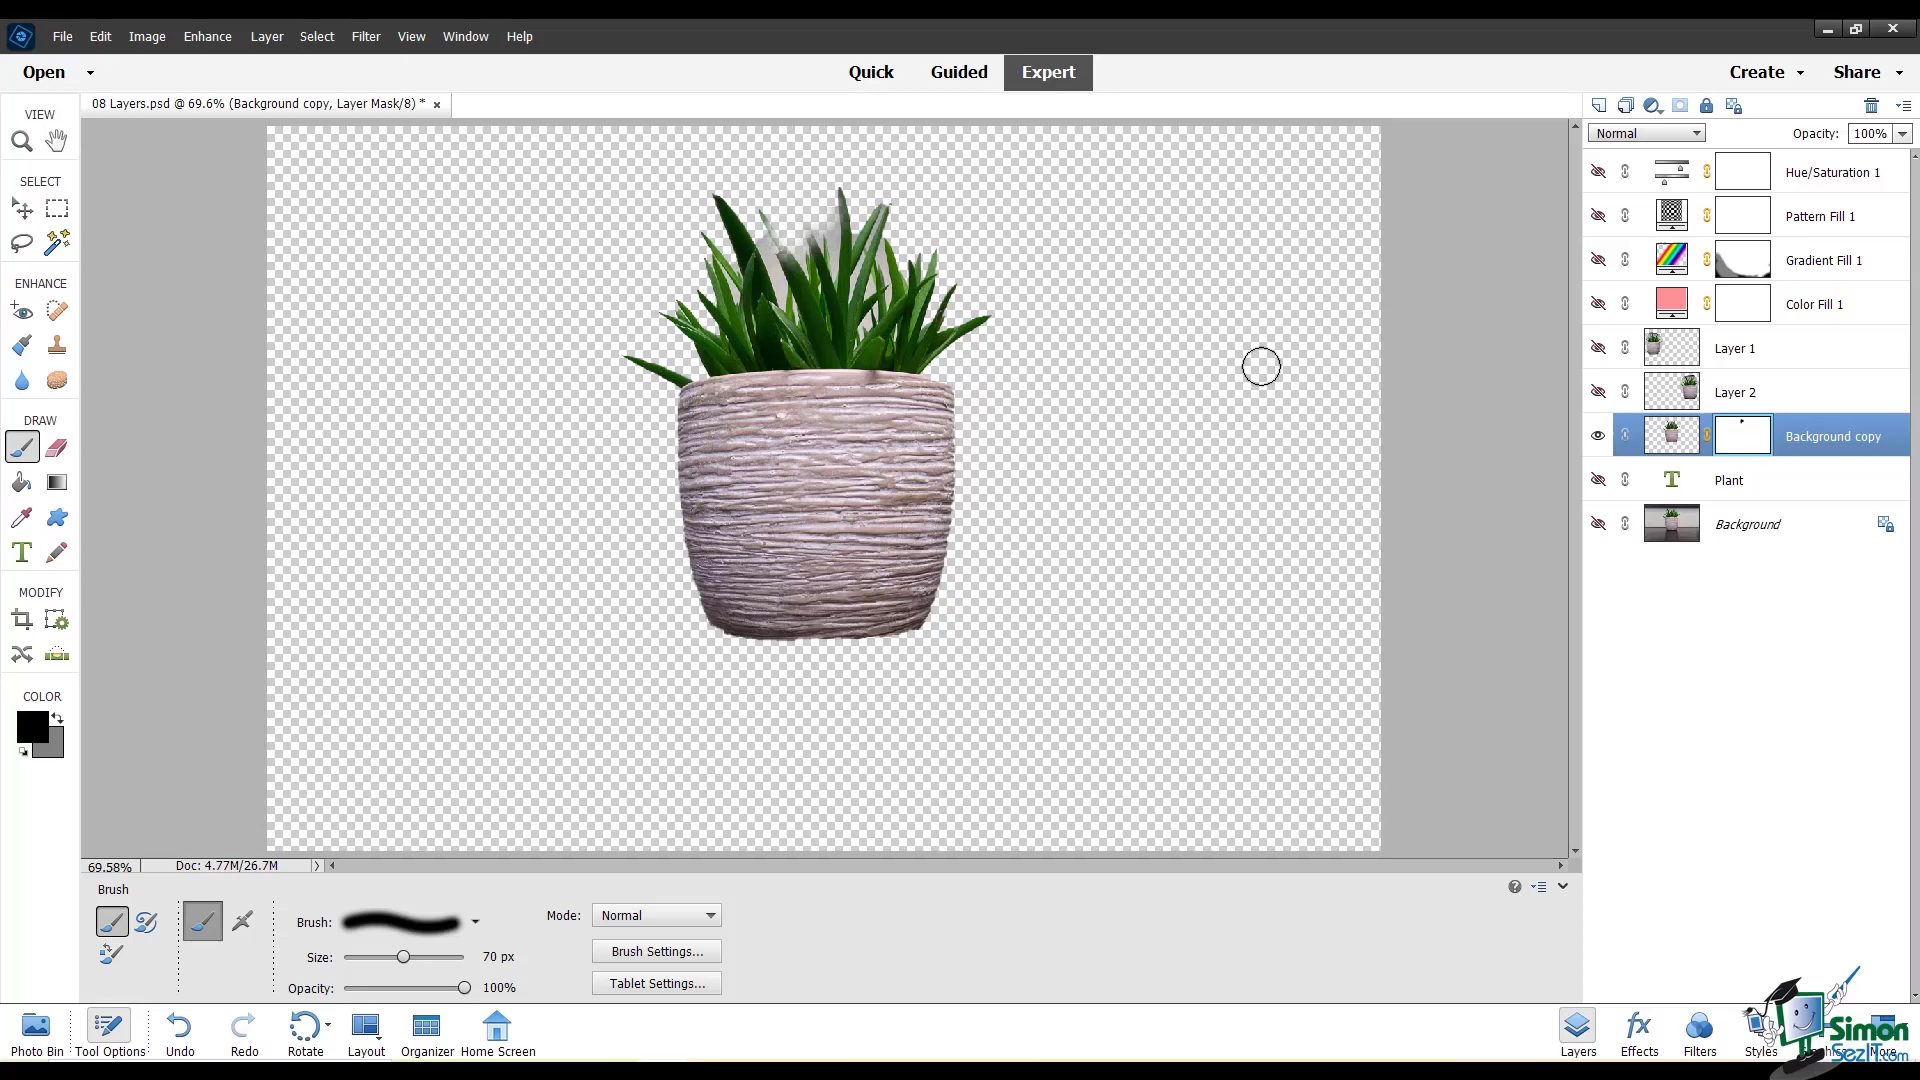 File Edit Image Enhance Layer Select Filter View Window Help
Open Quick Guided Expert Create Share
08 Layers.psd @ 69.6% (Background copy, Layer Mask/8) *
VIEW
SELECT
ENHANCE
DRAW
MODIFY
COLOR
Normal Opacity: 100%
Hue/Saturation 1
Pattern Fill 1
Gradient Fill 1
Color Fill 1
Layer 1
Layer 2
Background copy
Plant
Background
69.58% Doc: 4.77M/26.7M
Brush
Brush: Mode: Normal
Size: 70 px Brush Settings...
Opacity: 100% Tablet Settings...
Photo Bin Tool Options Undo Redo Rotate Layout Organizer Home Screen Layers Effects Filters Styles More
Simon
SezIT.com